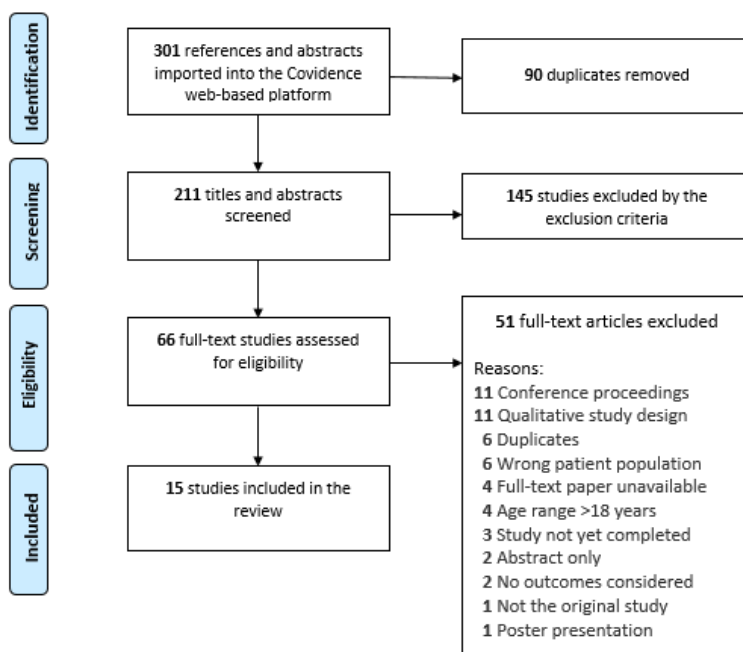 Identification
301 references and abstracts
imported into the Covidence
web-based platform
90 duplicates removed
Screening
211 titles and abstracts
screened
145 studies excluded by the
exclusion criteria
Eligibility
66 full-text studies assessed
for eligibility
51 full-text articles excluded
Reasons:
11 Conference proceedings
11 Qualitative study design
6 Duplicates
6 Wrong patient population
4 Full-text paper unavailable
4 Age range >18 years
3 Study not yet completed
2 Abstract only
2 No outcomes considered
1 Not the original study
1 Poster presentation
Included
15 studies included in the
review